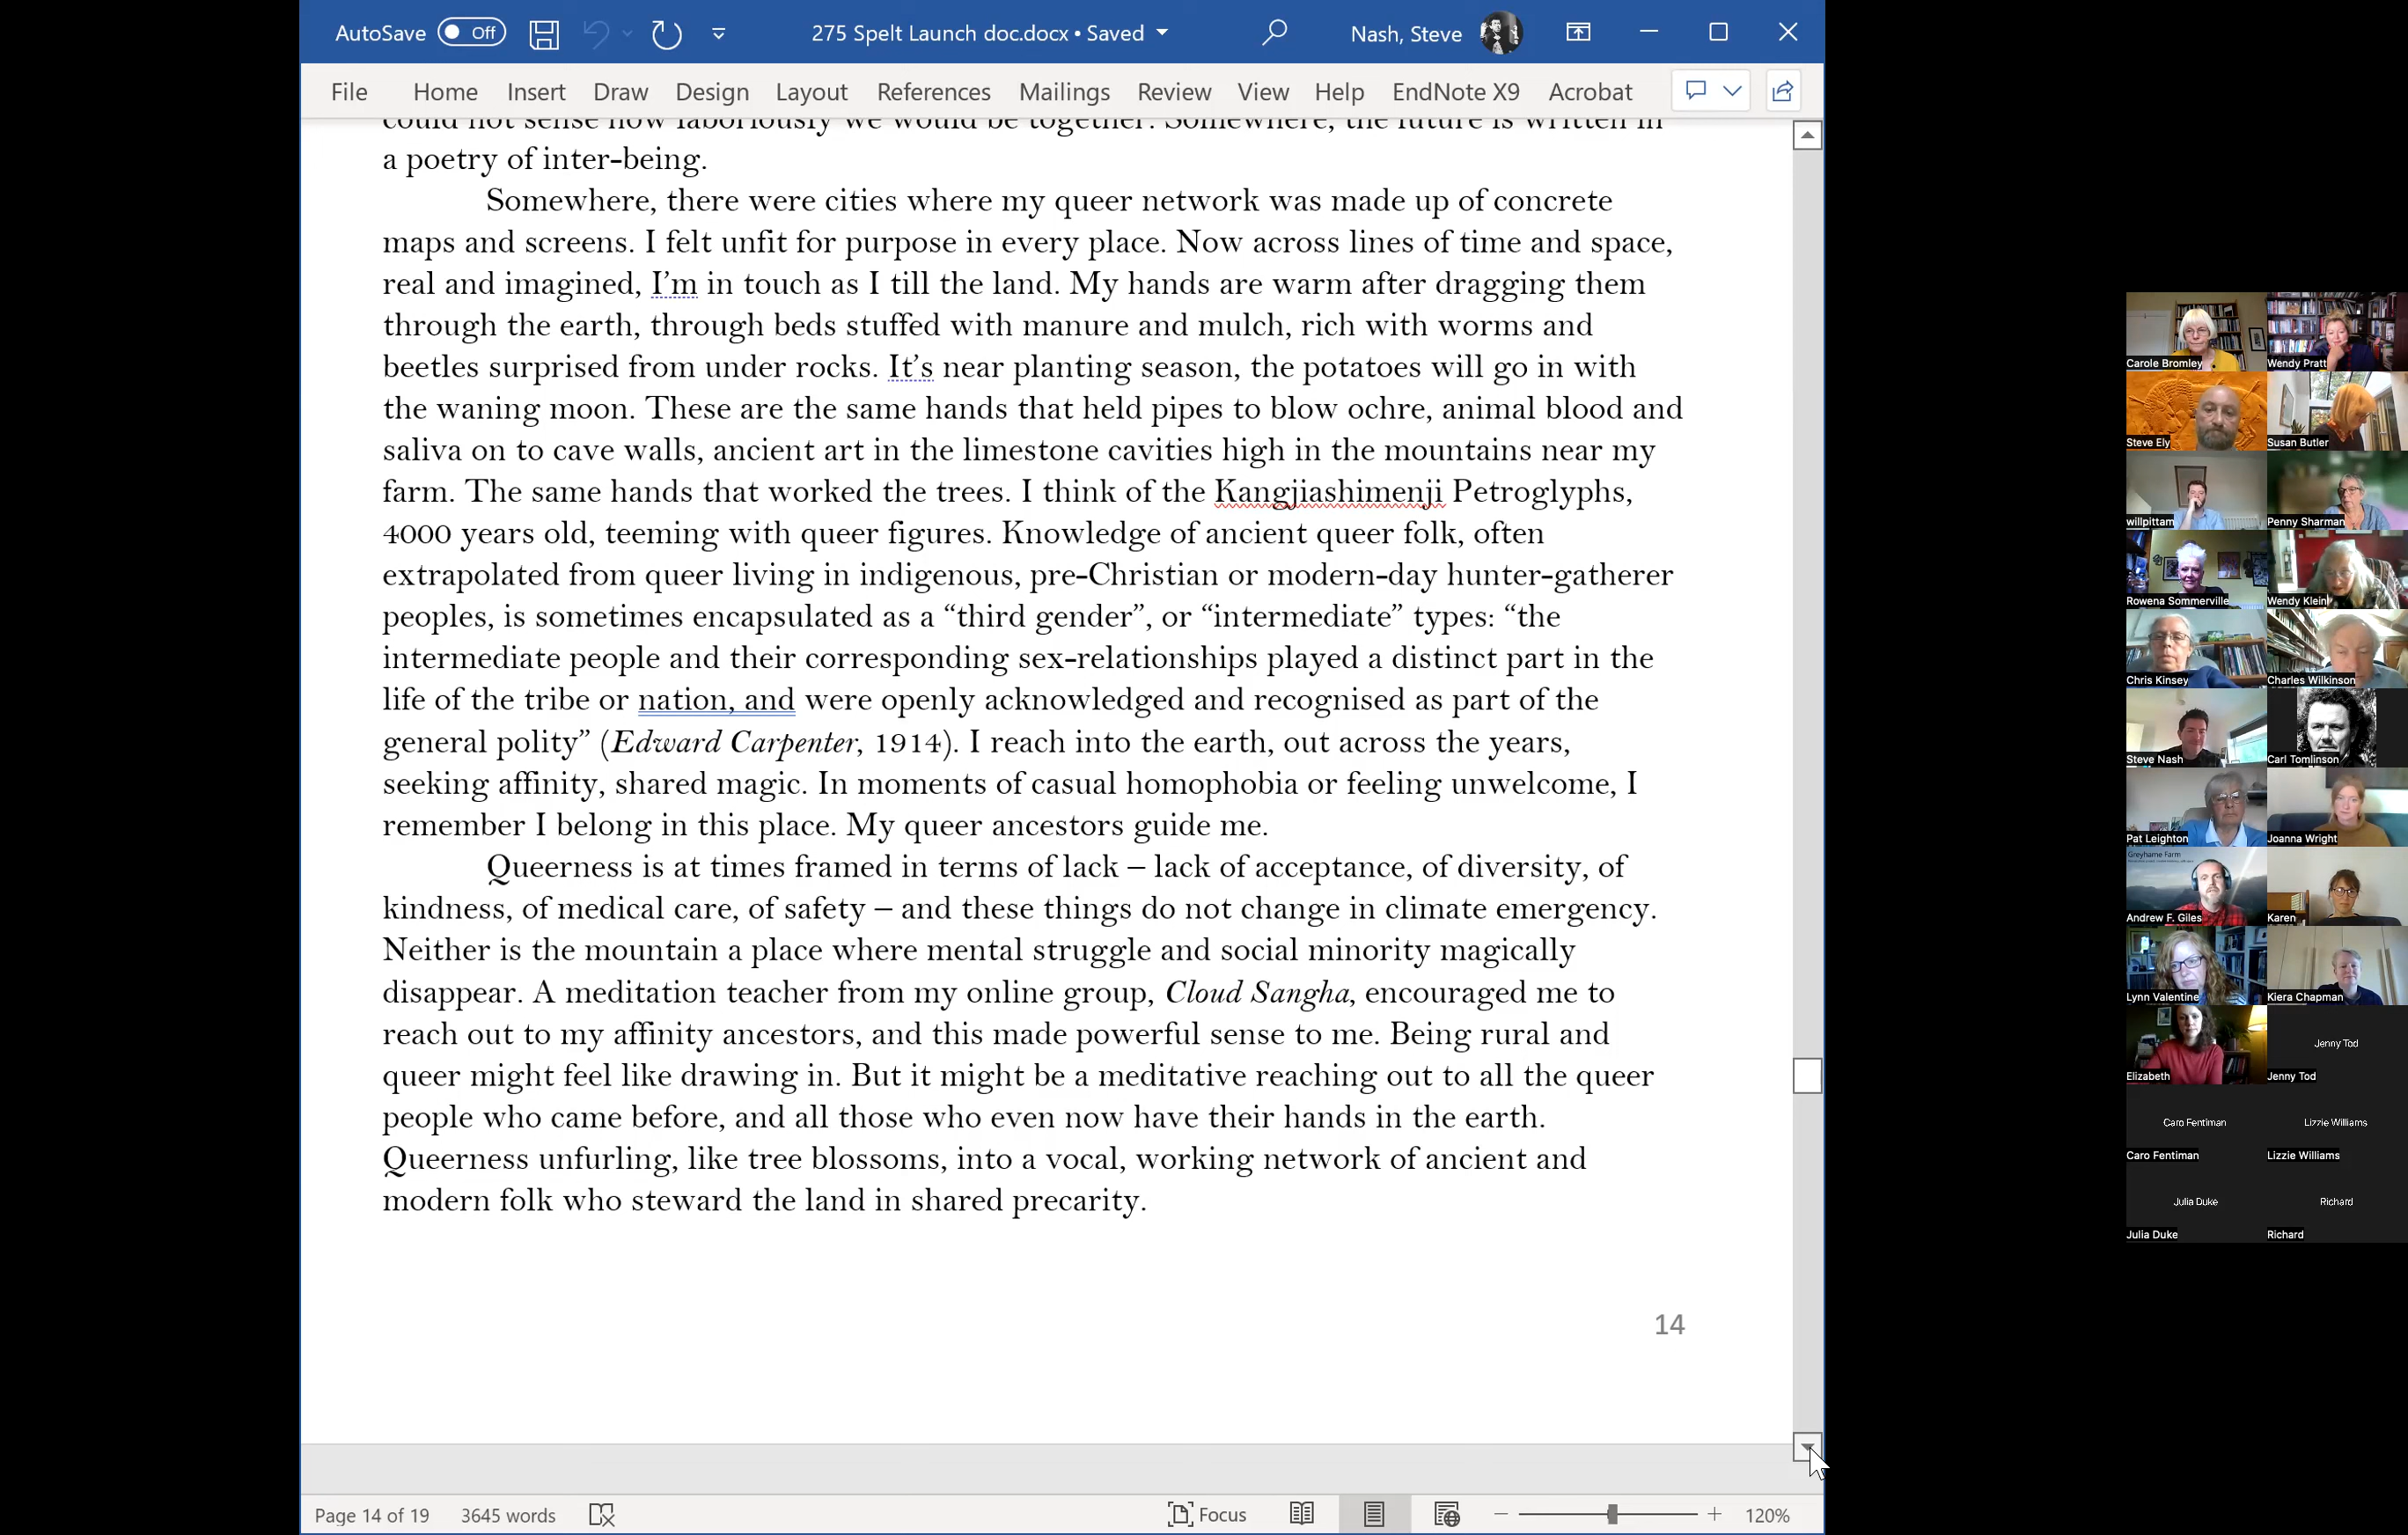 AutoSave Off 275 Spelt Launch doc.docx • Saved Nash, Steve
File Home Insert Draw Design Layout References Mailings Review View Help EndNote X9 Acrobat
could not sense how laboriously we would be together. Somewhere, the future is written in
a poetry of inter-being.
Somewhere, there were cities where my queer network was made up of concrete
maps and screens. I felt unfit for purpose in every place. Now across lines of time and space,
real and imagined, I'm in touch as I till the land. My hands are warm after dragging them
through the earth, through beds stuffed with manure and mulch, rich with worms and
beetles surprised from under rocks. It's near planting season, the potatoes will go in with
the waning moon. These are the same hands that held pipes to blow ochre, animal blood and
saliva on to cave walls, ancient art in the limestone cavities high in the mountains near my
farm. The same hands that worked the trees. I think of the Kangjiashimenji Petroglyphs,
4000 years old, teeming with queer figures. Knowledge of ancient queer folk, often
extrapolated from queer living in indigenous, pre-Christian or modern-day hunter-gatherer
peoples, is sometimes encapsulated as a “third gender”, or “intermediate” types: “the
intermediate people and their corresponding sex-relationships played a distinct part in the
life of the tribe or nation, and were openly acknowledged and recognised as part of the
general polity” (Edward Carpenter, 1914). I reach into the earth, out across the years,
seeking affinity, shared magic. In moments of casual homophobia or feeling unwelcome, I
remember I belong in this place. My queer ancestors guide me.
Queerness is at times framed in terms of lack – lack of acceptance, of diversity, of
kindness, of medical care, of safety – and these things do not change in climate emergency.
Neither is the mountain a place where mental struggle and social minority magically
disappear. A meditation teacher from my online group, Cloud Sangha, encouraged me to
reach out to my affinity ancestors, and this made powerful sense to me. Being rural and
queer might feel like drawing in. But it might be a meditative reaching out to all the queer
people who came before, and all those who even now have their hands in the earth.
Queerness unfurling, like tree blossoms, into a vocal, working network of ancient and
modern folk who steward the land in shared precarity.
14
Page 14 of 19 3645 words Focus 120%
Carole Bromley Wendy Pratt
Steve Ely Susan Butler
willpittam Penny Sharman
Rowena Sommerville Wendy Klein
Chris Kinsey Charles Wilkinson
Steve Nash Carl Tomlinson
Pat Leighton Joanna Wright
Greyhame Farm
Andrew F. Giles Karen
Lynn Valentine Kiera Chapman
Jenny Tod
Elizabeth Jenny Tod
Caro Fentiman Lizzie Williams
Caro Fentiman Lizzie Williams
Julia Duke Richard
Julia Duke Richard